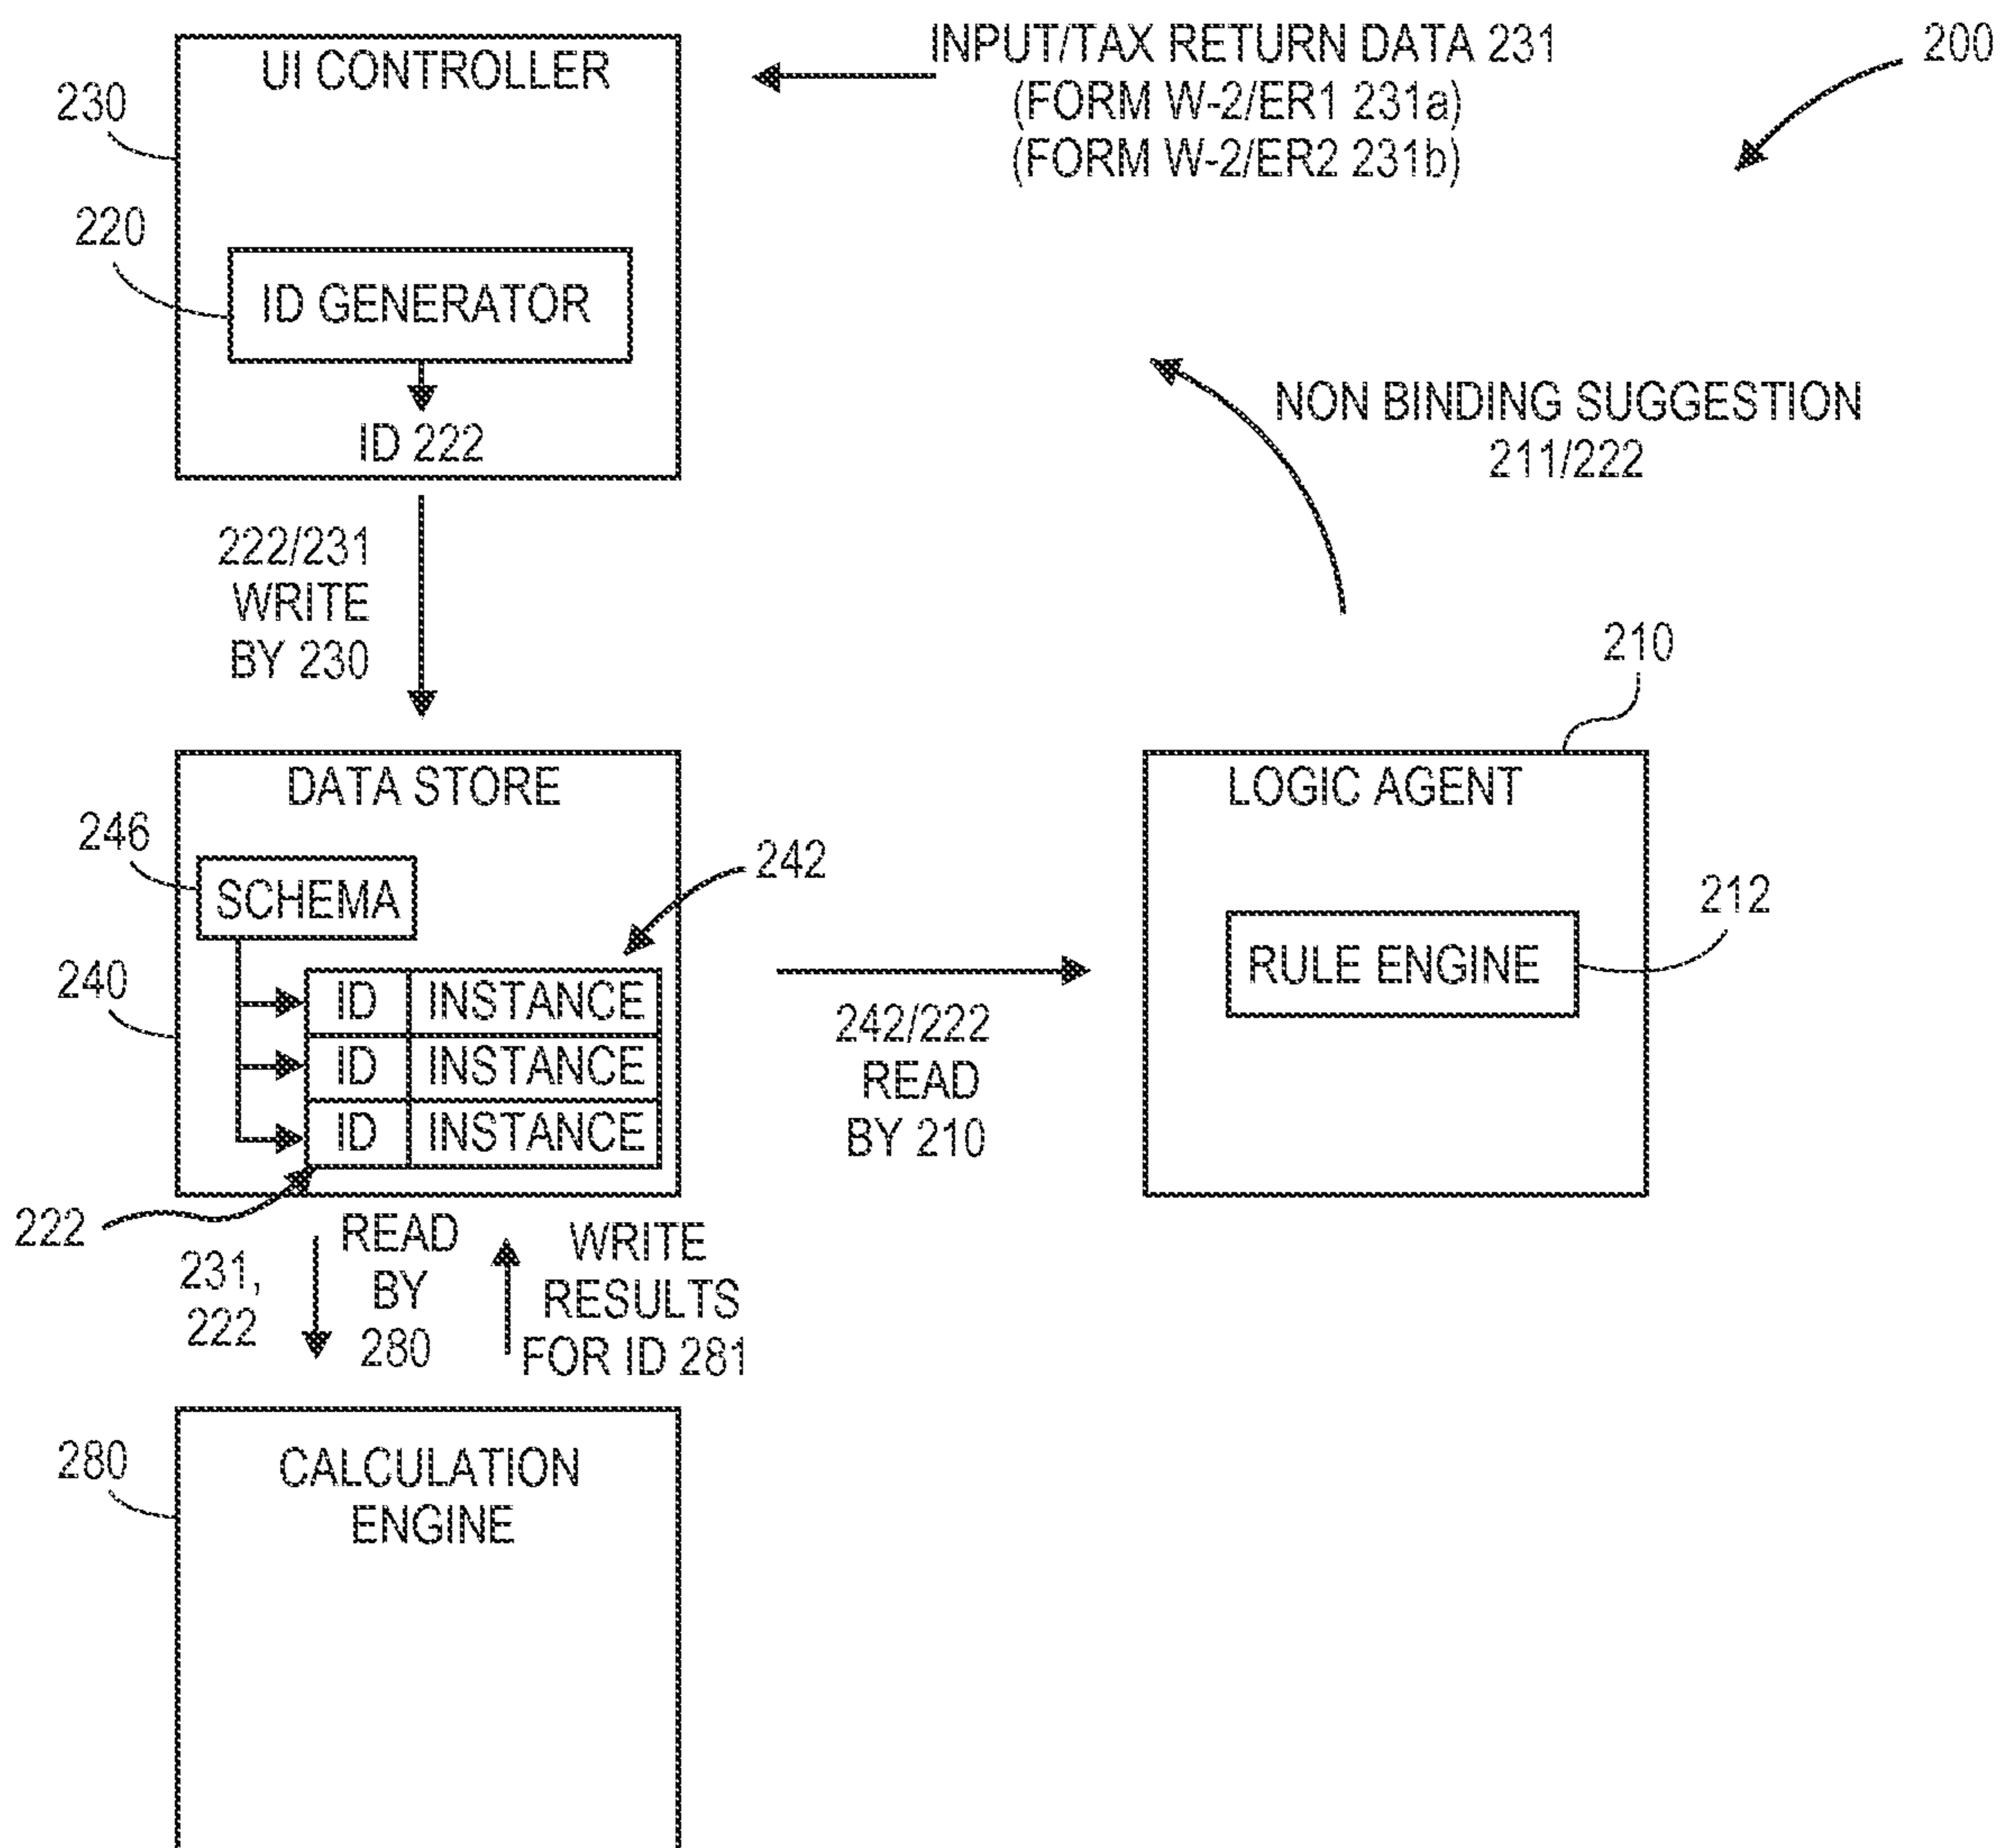 UI CONTROLLER
INPUT/TAX RETURN DATA 231
(FORM W-2/ER1 231a)
(FORM W-2/ER2 231b)
200
230
220
ID GENERATOR
ID 222
NON BINDING SUGGESTION
211/222
222/231
WRITE
BY 230
210
DATA STORE
LOGIC AGENT
246
SCHEMA
242
212
RULE ENGINE
240
ID INSTANCE
ID INSTANCE
ID INSTANCE
242/222
READ
BY 210
222
231,
222
READ
BY
280
WRITE
RESULTS
FOR ID 281
280
CALCULATION
ENGINE